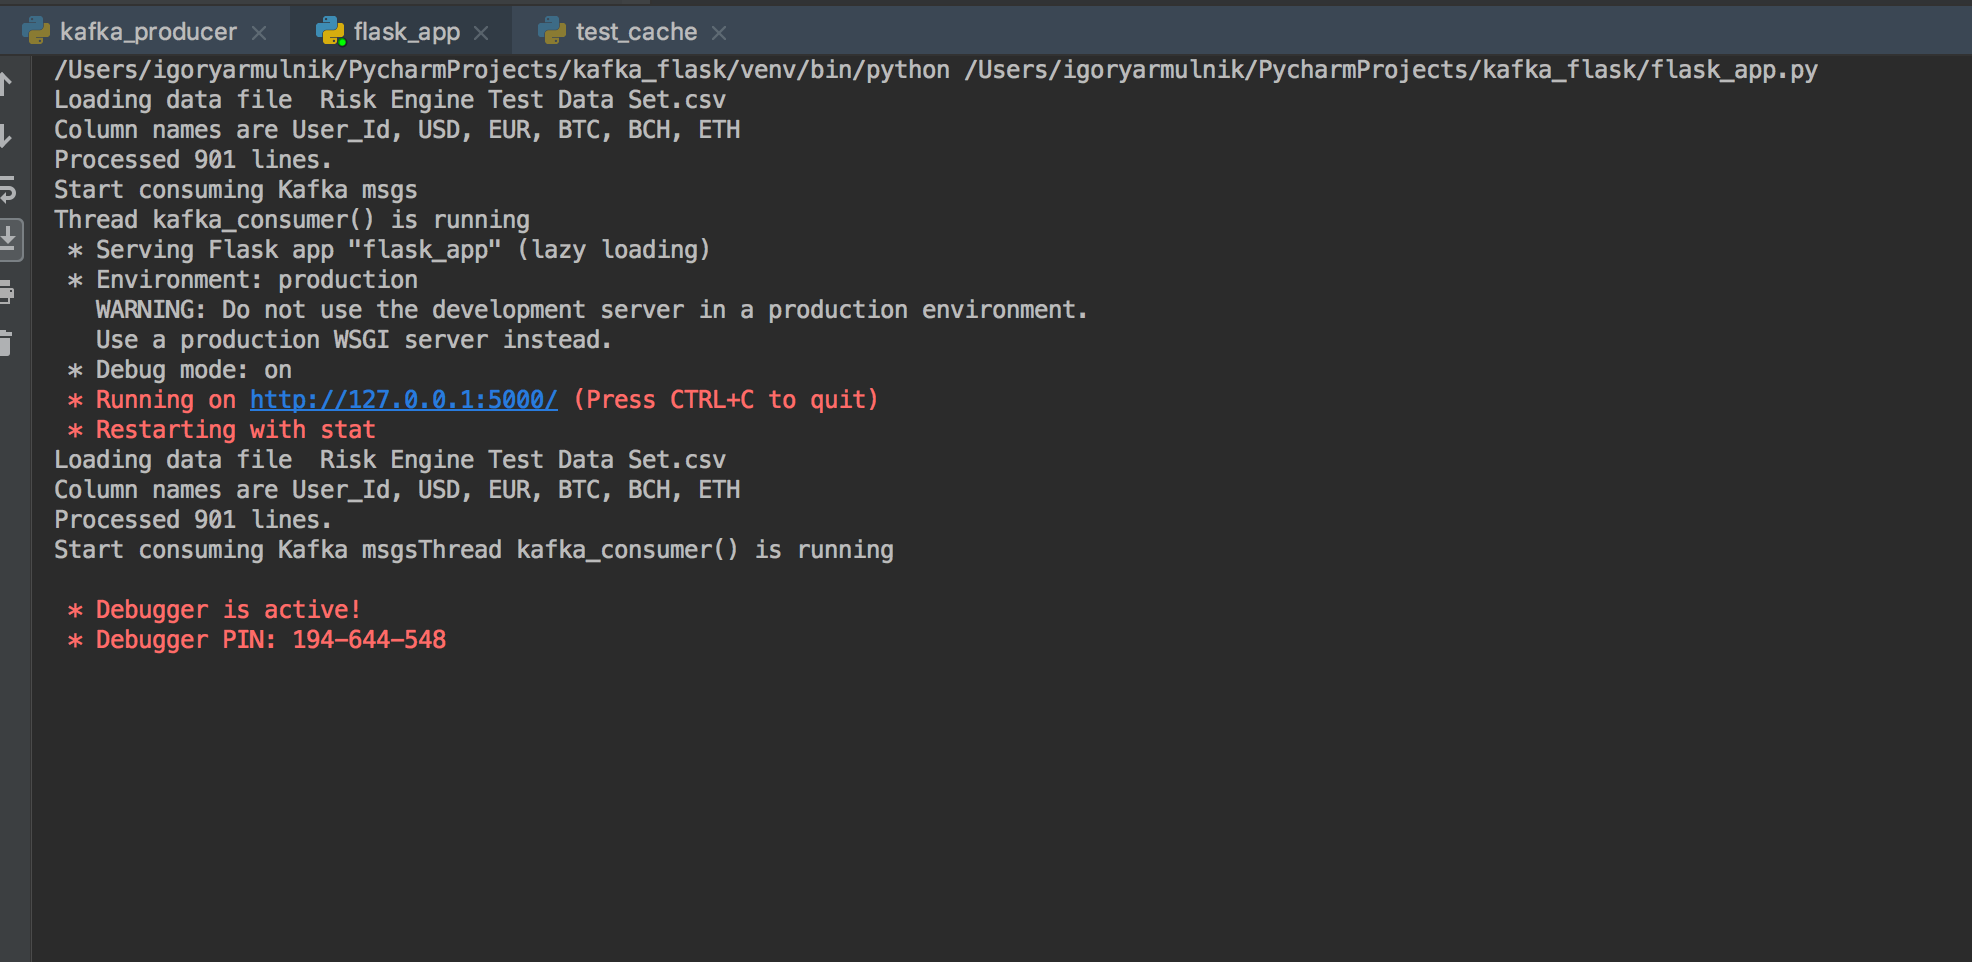 kafka_producer flask_app test_cache
/Users/igoryarmulnik/PycharmProjects/kafka_flask/venv/bin/python /Users/igoryarmulnik/PycharmProjects/kafka_flask/flask_app.py
Loading data file  Risk Engine Test Data Set.csv
Column names are User_Id, USD, EUR, BTC, BCH, ETH
Processed 901 lines.
Start consuming Kafka msgs
Thread kafka_consumer() is running
 * Serving Flask app "flask_app" (lazy loading)
 * Environment: production
   WARNING: Do not use the development server in a production environment.
   Use a production WSGI server instead.
 * Debug mode: on
 * Running on http://127.0.0.1:5000/ (Press CTRL+C to quit)
 * Restarting with stat
Loading data file  Risk Engine Test Data Set.csv
Column names are User_Id, USD, EUR, BTC, BCH, ETH
Processed 901 lines.
Start consuming Kafka msgsThread kafka_consumer() is running
 * Debugger is active!
 * Debugger PIN: 194-644-548